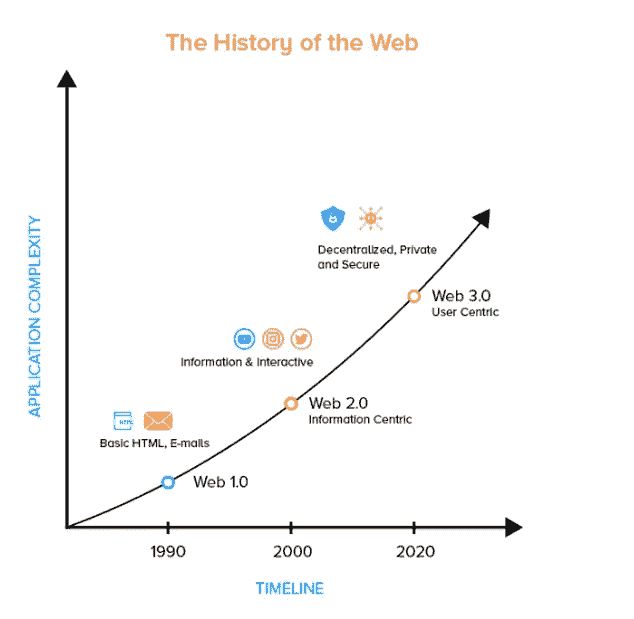 The History of the Web
APPLICATION COMPLEXITY
Decentralized, Private
and Secure
Web 3.0
User Centric
Information & Interactive
Web 2.0
Information Centric
HTML
Basic HTML, E-mails
Web 1.0
1990
2000
2020
TIMELINE